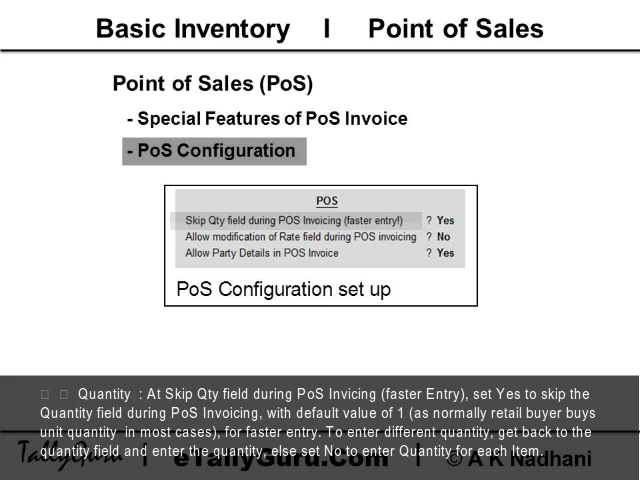 Basic Inventory I Point of Sales
Point of Sales (PoS)
- Special Features of PoS Invoice
- PoS Configuration
POS
Skip Qty field during POS Invoicing (faster entry!) ? Yes
Allow modification of Rate field during POS invoicing ? No
Allow Party Details in POS Invoice ? Yes
PoS Configuration set up
Quantity : At Skip Qty field during PoS Invicing (faster Entry), set Yes to skip the
Quantity field during PoS Invoicing, with default value of 1 (as normally retail buyer buys
unit quantity in most cases), for faster entry. To enter different quantity, get back to the
quantity field and enter the quantity, else set No to enter Quantity for each Item.
TallyGuru I eTallyGuru.Com I © A K Nadhani